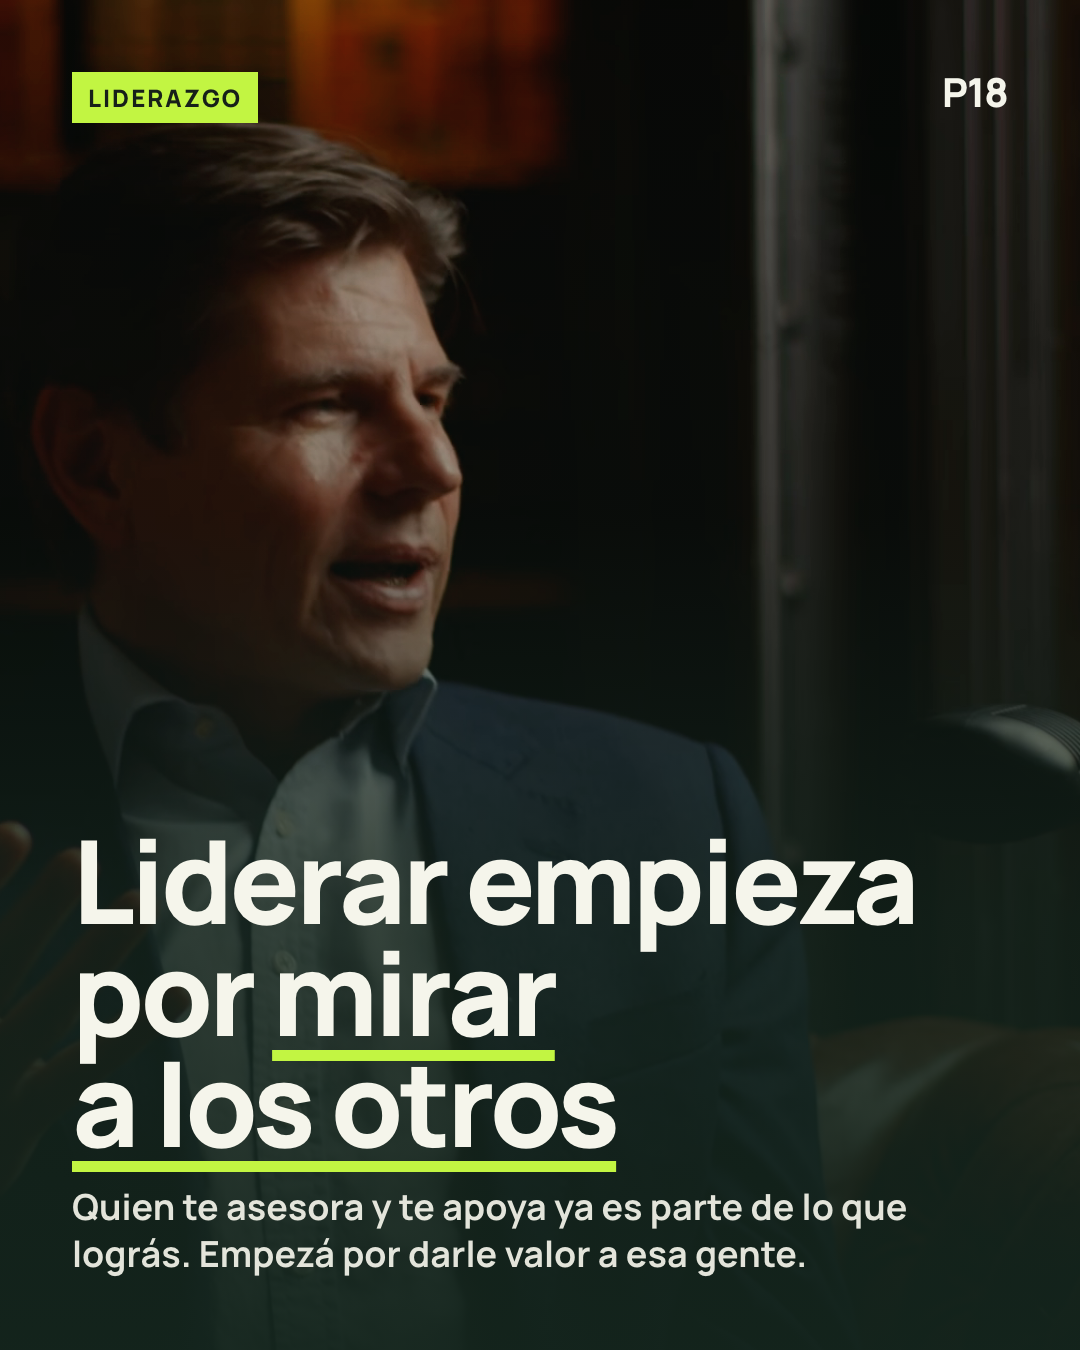 LIDERAZGO
P18
Liderar empieza
por mirar
a los otros
Quien te asesora y te apoya ya es parte de lo que
lográs. Empezá por darle valor a esa gente.